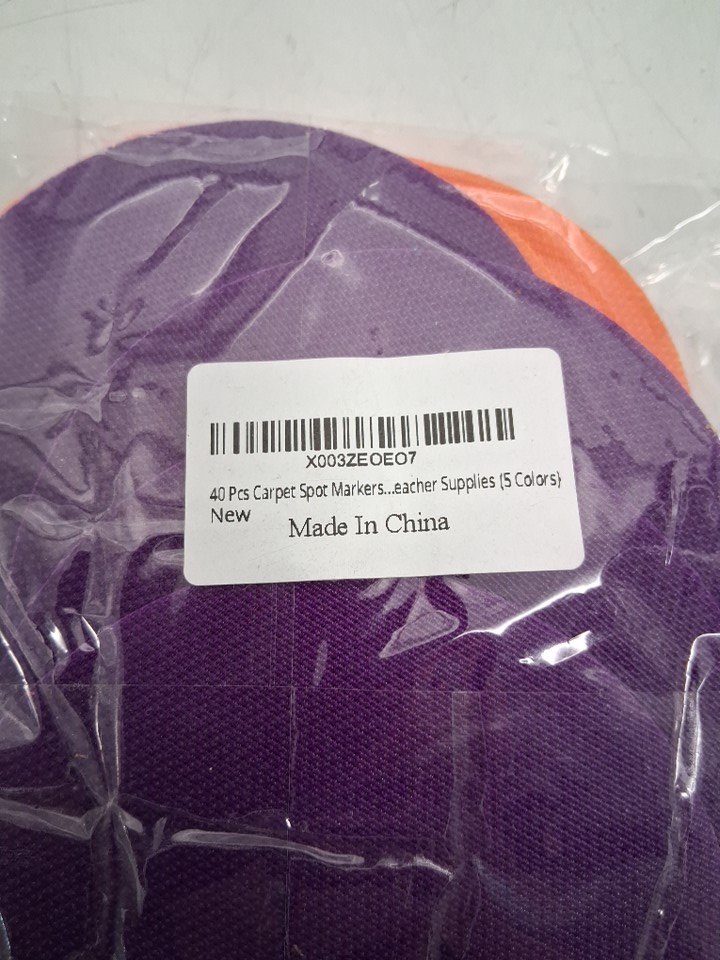 X003ZEOEO7
40 Pcs Carpet Spot Markers...eacher Supplies (5 Colors)
New
Made In China